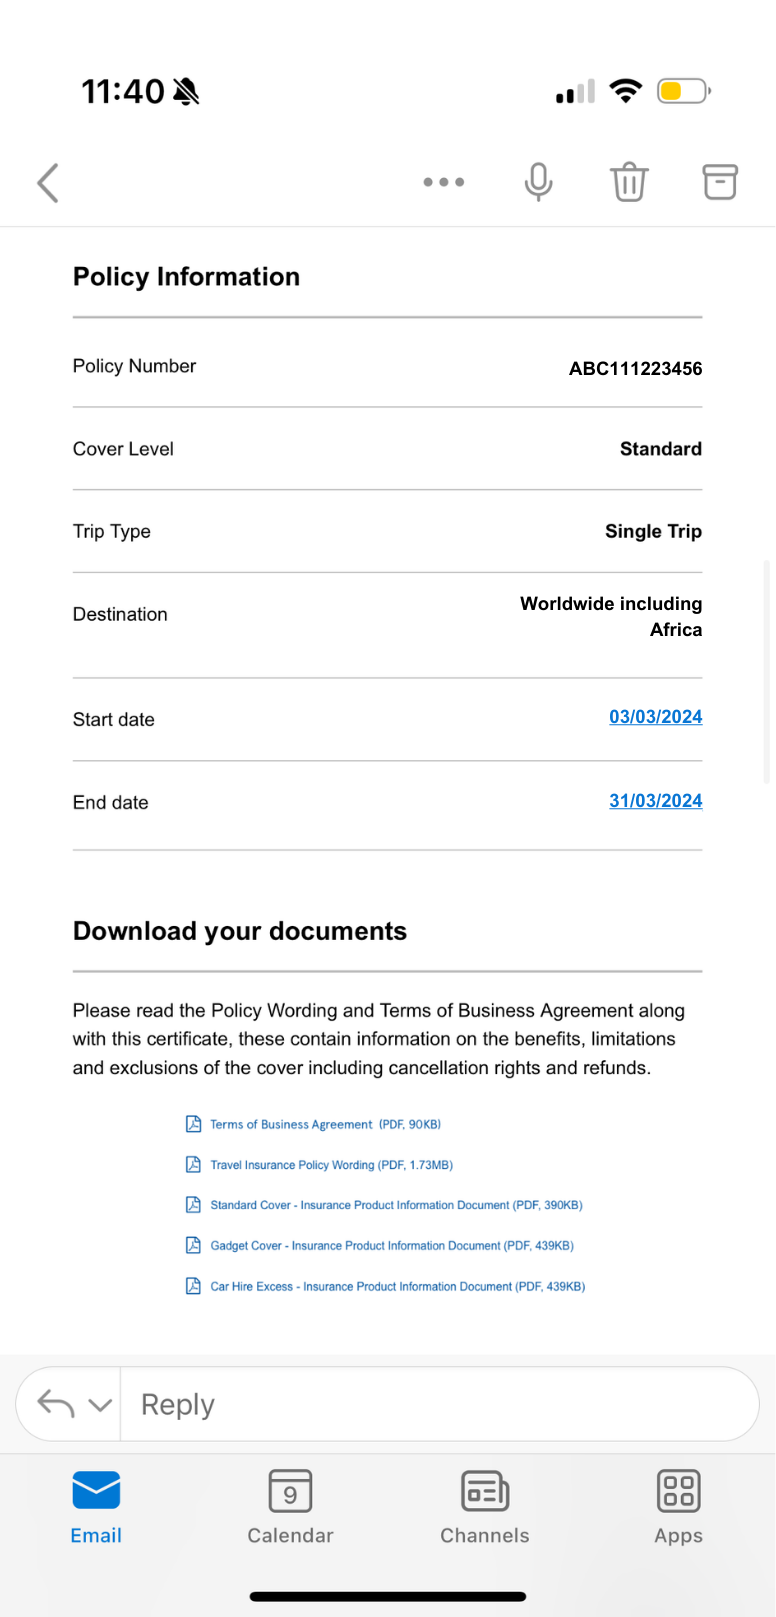 11:40
Policy Information
Policy Number ABC111223456
Cover Level Standard
Trip Type Single Trip
Destination Worldwide including
Africa
Start date 03/03/2024
End date 31/03/2024
Download your documents
Please read the Policy Wording and Terms of Business Agreement along
with this certificate, these contain information on the benefits, limitations
and exclusions of the cover including cancellation rights and refunds.
Terms of Business Agreement (PDF, 90KB)
Travel Insurance Policy Wording (PDF, 1.73MB)
Standard Cover - Insurance Product Information Document (PDF, 390KB)
Gadget Cover - Insurance Product Information Document (PDF, 439KB)
Car Hire Excess - Insurance Product Information Document (PDF, 439KB)
Reply
9
Email Calendar Channels Apps